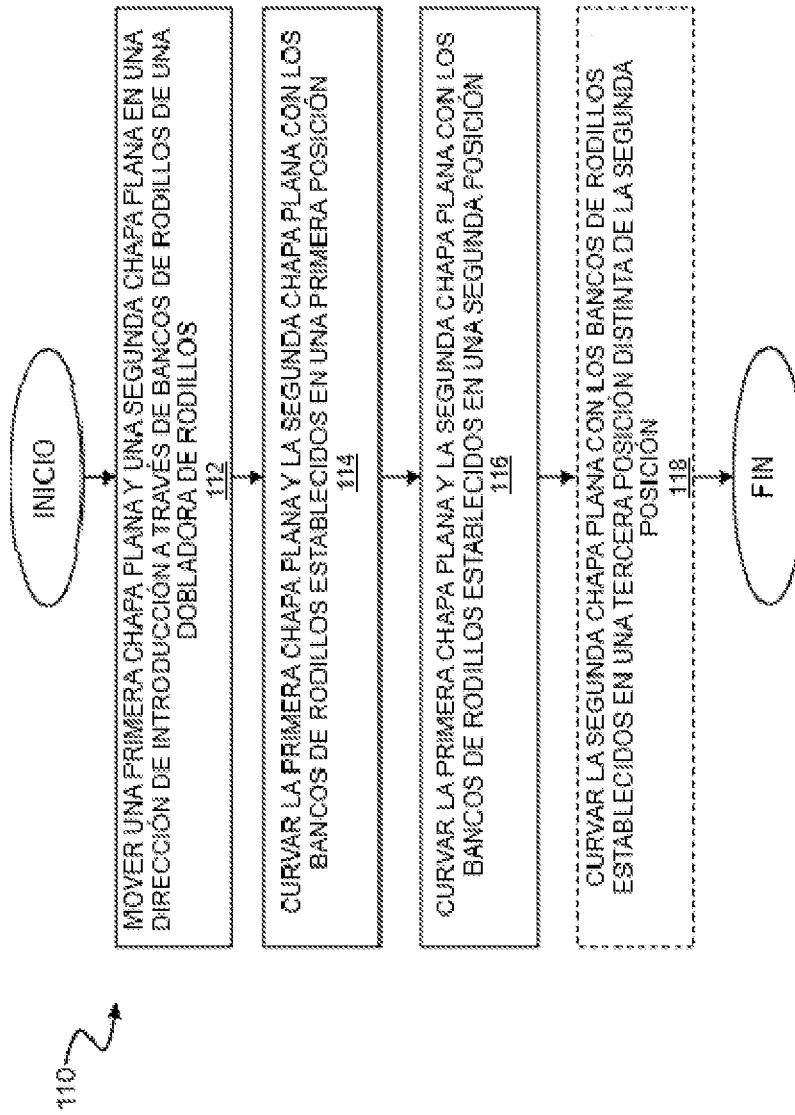 110
INICIO
MOVER UNA PRIMERA CHAPA PLANA Y UNA SEGUNDA CHAPA PLANA EN UNA
DIRECCIÓN DE INTRODUCCIÓN A TRAVÉS DE BANCOS DE RODILLOS DE UNA
DOBLADORA DE RODILLOS
112
CURVAR LA PRIMERA CHAPA PLANA Y LA SEGUNDA CHAPA PLANA CON LOS
BANCOS DE RODILLOS ESTABLECIDOS EN UNA PRIMERA POSICIÓN
114
CURVAR LA PRIMERA CHAPA PLANA Y LA SEGUNDA CHAPA PLANA CON LOS
BANCOS DE RODILLOS ESTABLECIDOS EN UNA SEGUNDA POSICIÓN
116
CURVAR LA SEGUNDA CHAPA PLANA CON LOS BANCOS DE RODILLOS
ESTABLECIDOS EN UNA TERCERA POSICIÓN DISTINTA DE LA SEGUNDA
POSICIÓN
118
FIN